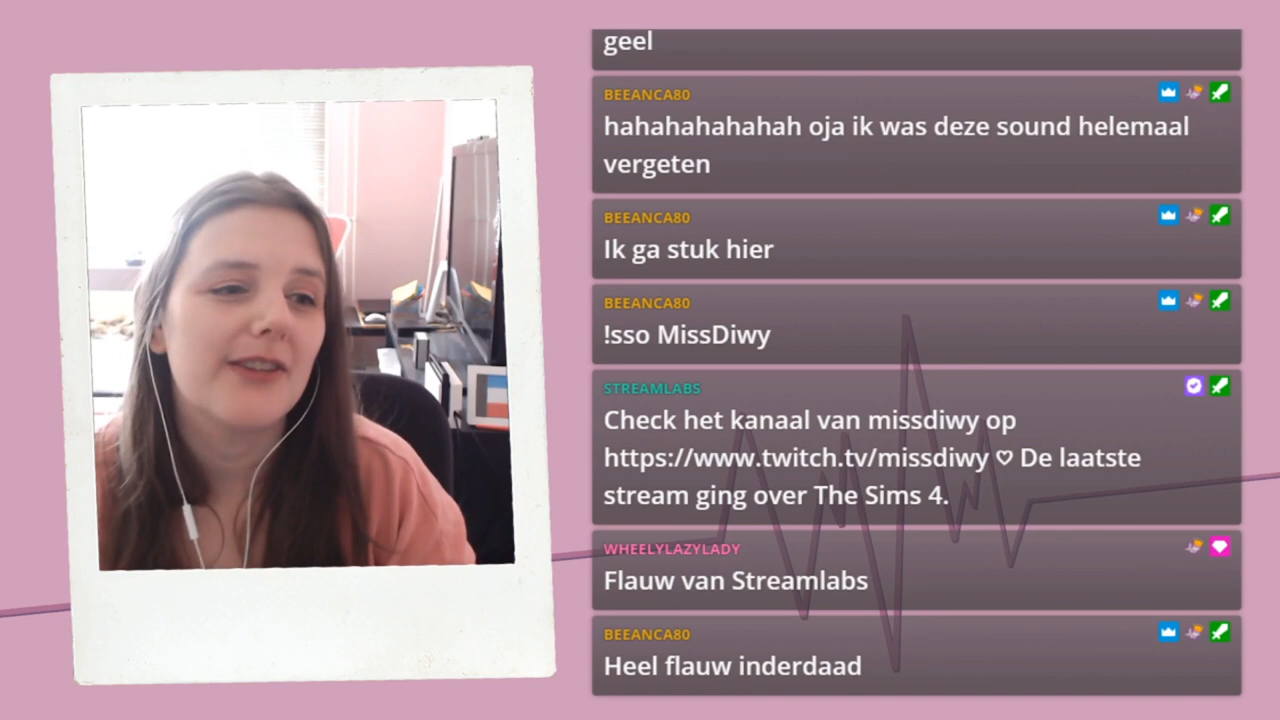 geel
BEEANCA80
hahahahahahah oja ik was deze sound helemaal
vergeten
BEEANCA80
Ik ga stuk hier
BEEANCA80
!sso MissDiwy
STREAMLABS
Check het kanaal van missdiwy op
https://www.twitch.tv/missdiwy ♡ De laatste
stream ging over The Sims 4.
WHEELYLAZYLADY
Flauw van Streamlabs
BEEANCA80
Heel flauw inderdaad